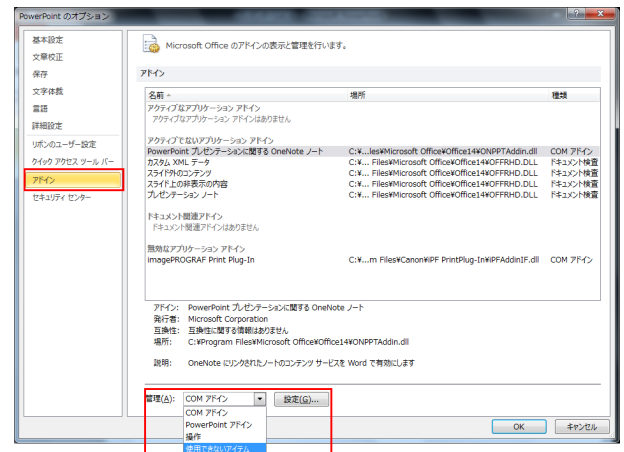 PowerPoint のオプション
基本設定
文章校正
保存
文字体裁
言語
詳細設定
リボンのユーザー設定
クイック アクセス ツール バー
アドイン
セキュリティ センター
Microsoft Office のアドインの表示と管理を行います。
アドイン
名前 場所 種類
アクティブなアプリケーション アドイン
アクティブなアプリケーション アドインはありません
アクティブでないアプリケーション アドイン
PowerPoint プレゼンテーションに関する OneNote ノート C:¥...les¥Microsoft Office¥Office14¥ONPPTAddin.dll COM アドイン
カスタム XML データ C:¥... Files¥Microsoft Office¥Office14¥OFFRHD.DLL ドキュメント検査
スライド外のコンテンツ C:¥... Files¥Microsoft Office¥Office14¥OFFRHD.DLL ドキュメント検査
スライド上の非表示の内容 C:¥... Files¥Microsoft Office¥Office14¥OFFRHD.DLL ドキュメント検査
プレゼンテーション ノート C:¥... Files¥Microsoft Office¥Office14¥OFFRHD.DLL ドキュメント検査
ドキュメント関連アドイン
ドキュメント関連アドインはありません
無効なアプリケーション アドイン
imagePROGRAF Print Plug-In C:¥...m Files¥Canon¥iPF PrintPlug-In¥iPFAddinIF.dll COM アドイン
アドイン: PowerPoint プレゼンテーションに関する OneNote ノート
発行者: Microsoft Corporation
互換性: 互換性に関する情報はありません
場所: C:¥Program Files¥Microsoft Office¥Office14¥ONPPTAddin.dll
説明: OneNote にリンクされたノートのコンテンツ サービスを Word で有効にします
管理(A): COM アドイン 設定(G)...
COM アドイン
PowerPoint アドイン
操作
使用できないアイテム
OK キャンセル